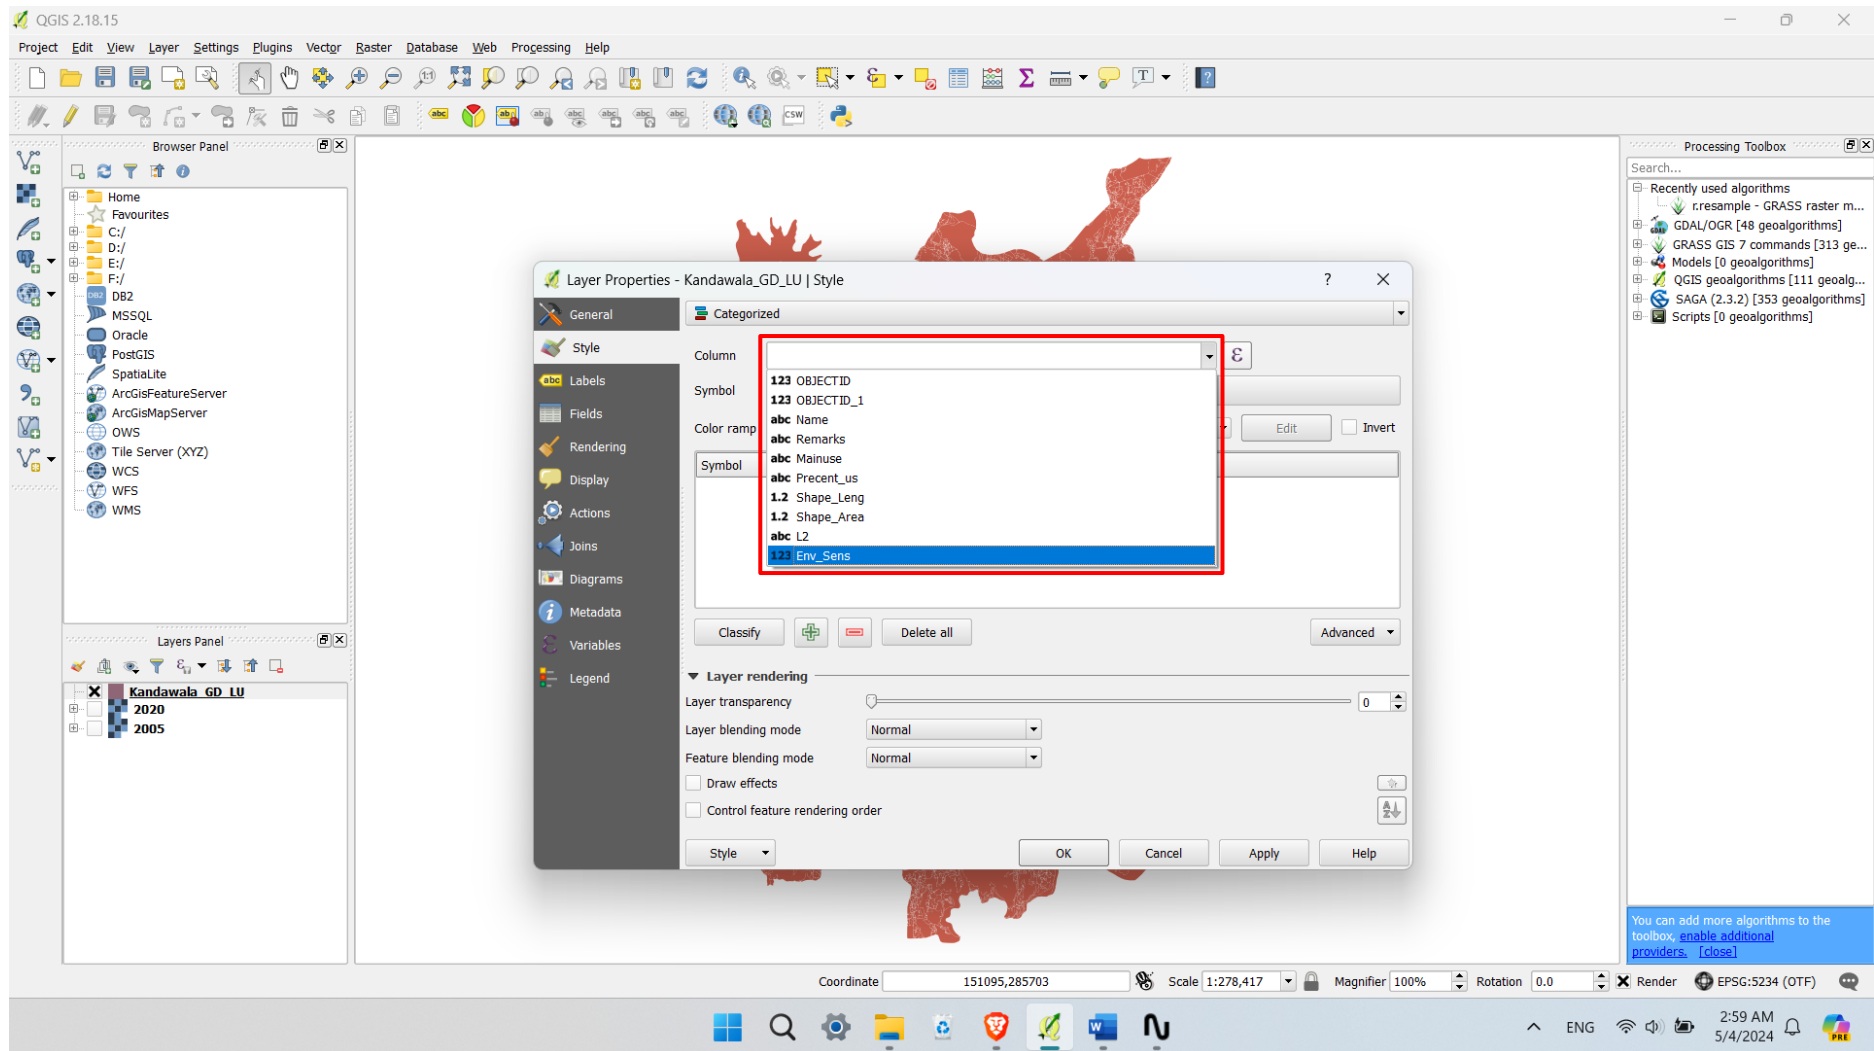 QGIS 2.18.15
Project Edit View Layer Settings Plugins Vector Raster Database Web Processing Help
Browser Panel
Home
Favourites
C:/
D:/
E:/
F:/
DB2
MSSQL
Oracle
PostGIS
SpatiaLite
ArcGisFeatureServer
ArcGisMapServer
OWS
Tile Server (XYZ)
WCS
WFS
WMS
Layers Panel
Kandawala_GD_LU
2020
2005
Layer Properties - Kandawala_GD_LU | Style
General
Style
Labels
Fields
Rendering
Display
Actions
Joins
Diagrams
Metadata
Variables
Legend
Categorized
Column
Symbol
Color ramp
Edit
Invert
Symbol
123 OBJECTID
123 OBJECTID_1
abc Name
abc Remarks
abc Mainuse
abc Precent_us
1.2 Shape_Leng
1.2 Shape_Area
abc L2
123 Env_Sens
Classify
Delete all
Advanced
Layer rendering
Layer transparency
0
Layer blending mode
Normal
Feature blending mode
Normal
Draw effects
Control feature rendering order
Style
OK
Cancel
Apply
Help
Processing Toolbox
Search...
Recently used algorithms
r.resample - GRASS raster m...
GDAL/OGR [48 geoalgorithms]
GRASS GIS 7 commands [313 ge...
Models [0 geoalgorithms]
QGIS geoalgorithms [111 geoalg...
SAGA (2.3.2) [353 geoalgorithms]
Scripts [0 geoalgorithms]
You can add more algorithms to the
toolbox, enable additional
providers. [close]
Coordinate 151095,285703 Scale 1:278,417 Magnifier 100% Rotation 0.0 Render EPSG:5234 (OTF)
ENG
2:59 AM
5/4/2024
PRE